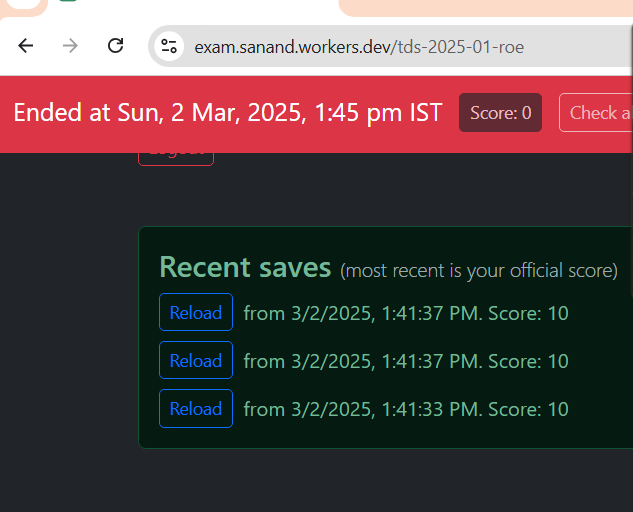 exam.sanand.workers.dev/tds-2025-01-roe
Ended at Sun, 2 Mar, 2025, 1:45 pm IST
Score: 0
Check a
Logout
Recent saves (most recent is your official score)
Reload from 3/2/2025, 1:41:37 PM. Score: 10
Reload from 3/2/2025, 1:41:37 PM. Score: 10
Reload from 3/2/2025, 1:41:33 PM. Score: 10